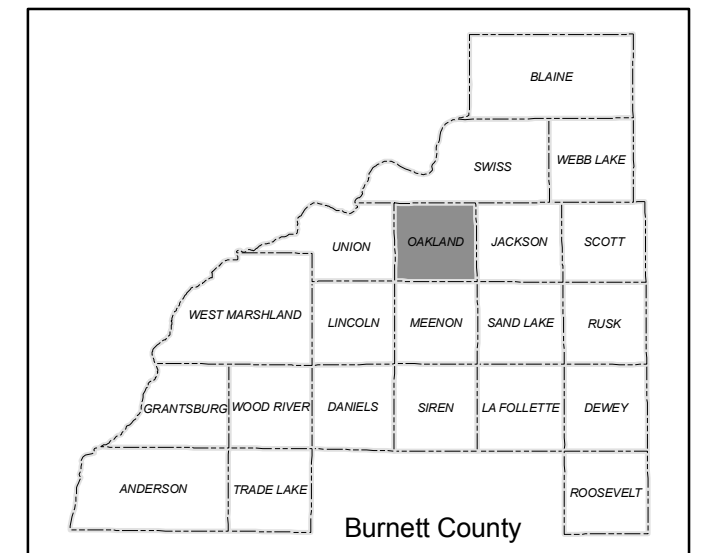 BLAINE
SWISS
WEBB LAKE
UNION
OAKLAND
JACKSON
SCOTT
WEST MARSHLAND
LINCOLN
MEENON
SAND LAKE
RUSK
GRANTSBURG
WOOD RIVER
DANIELS
SIREN
LA FOLLETTE
DEWEY
ANDERSON
TRADE LAKE
ROOSEVELT
Burnett County